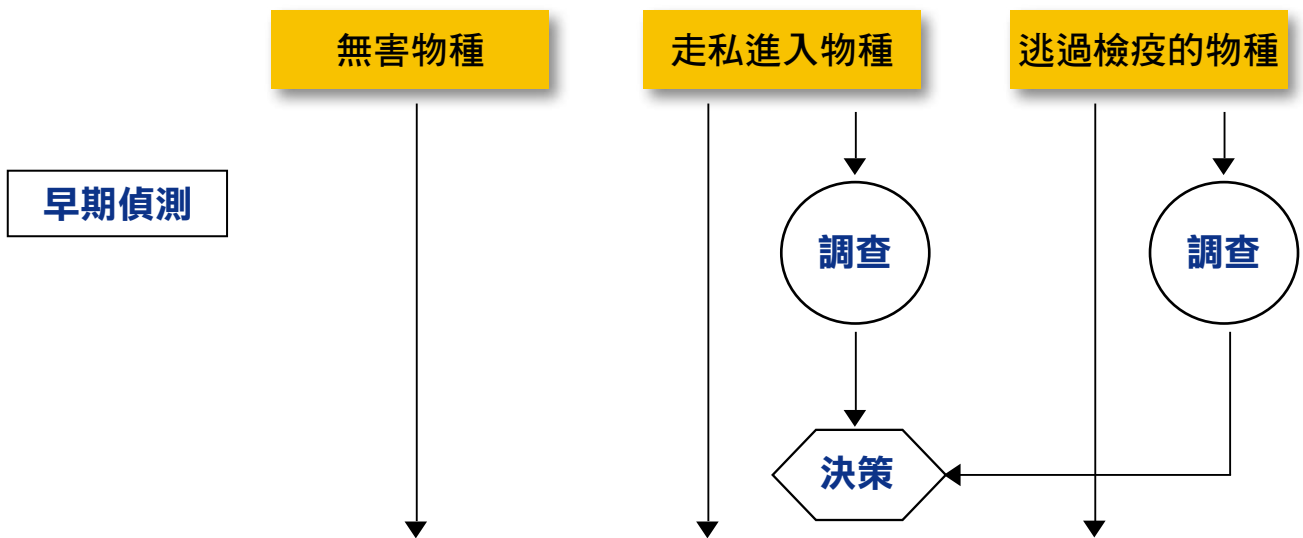 無害物種
走私進入物種
逃過檢疫的物種
早期偵測
調查
調查
決策